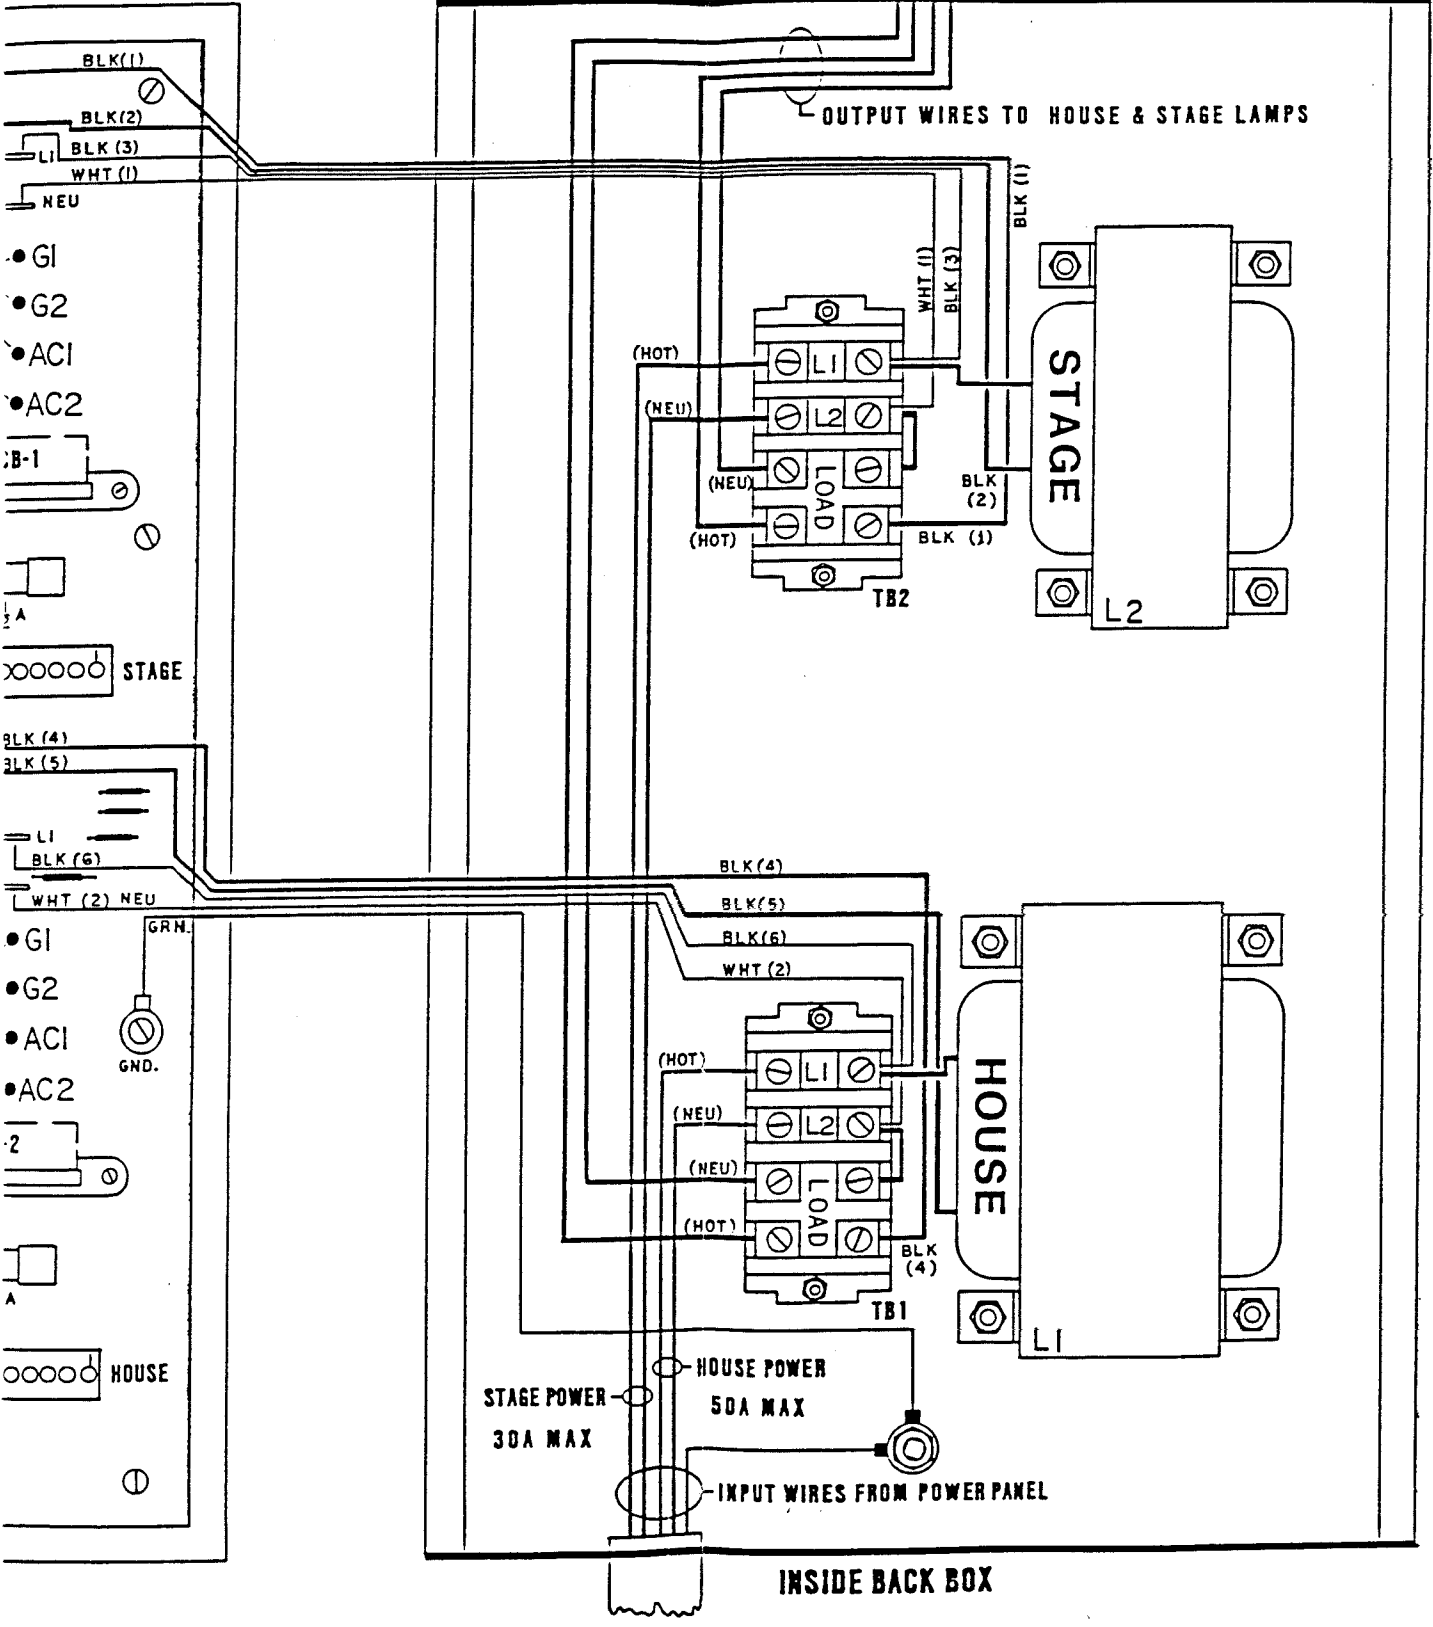 BLK(1)
BLK(2)
L1 BLK (3)
WHT (1)
NEU
G1
G2
AC1
AC2
CB-1
A
STAGE
BLK (4)
BLK (5)
L1
BLK (6)
WHT (2) NEU
GRN.
G1
G2
AC1
AC2
GND.
-2
A
HOUSE
OUTPUT WIRES TO HOUSE & STAGE LAMPS
BLK (1)
WHT (1)
BLK (3)
(HOT)
L1
(NEU)
L2
(NEU)
LOAD
(HOT)
BLK
(2)
BLK (1)
TB2
STAGE
L2
BLK(4)
BLK(5)
BLK(6)
WHT (2)
(HOT)
L1
(NEU)
L2
(NEU)
LOAD
(HOT)
BLK
(4)
TB1
HOUSE
L1
HOUSE POWER
50A MAX
STAGE POWER
30A MAX
INPUT WIRES FROM POWER PANEL
INSIDE BACK BOX